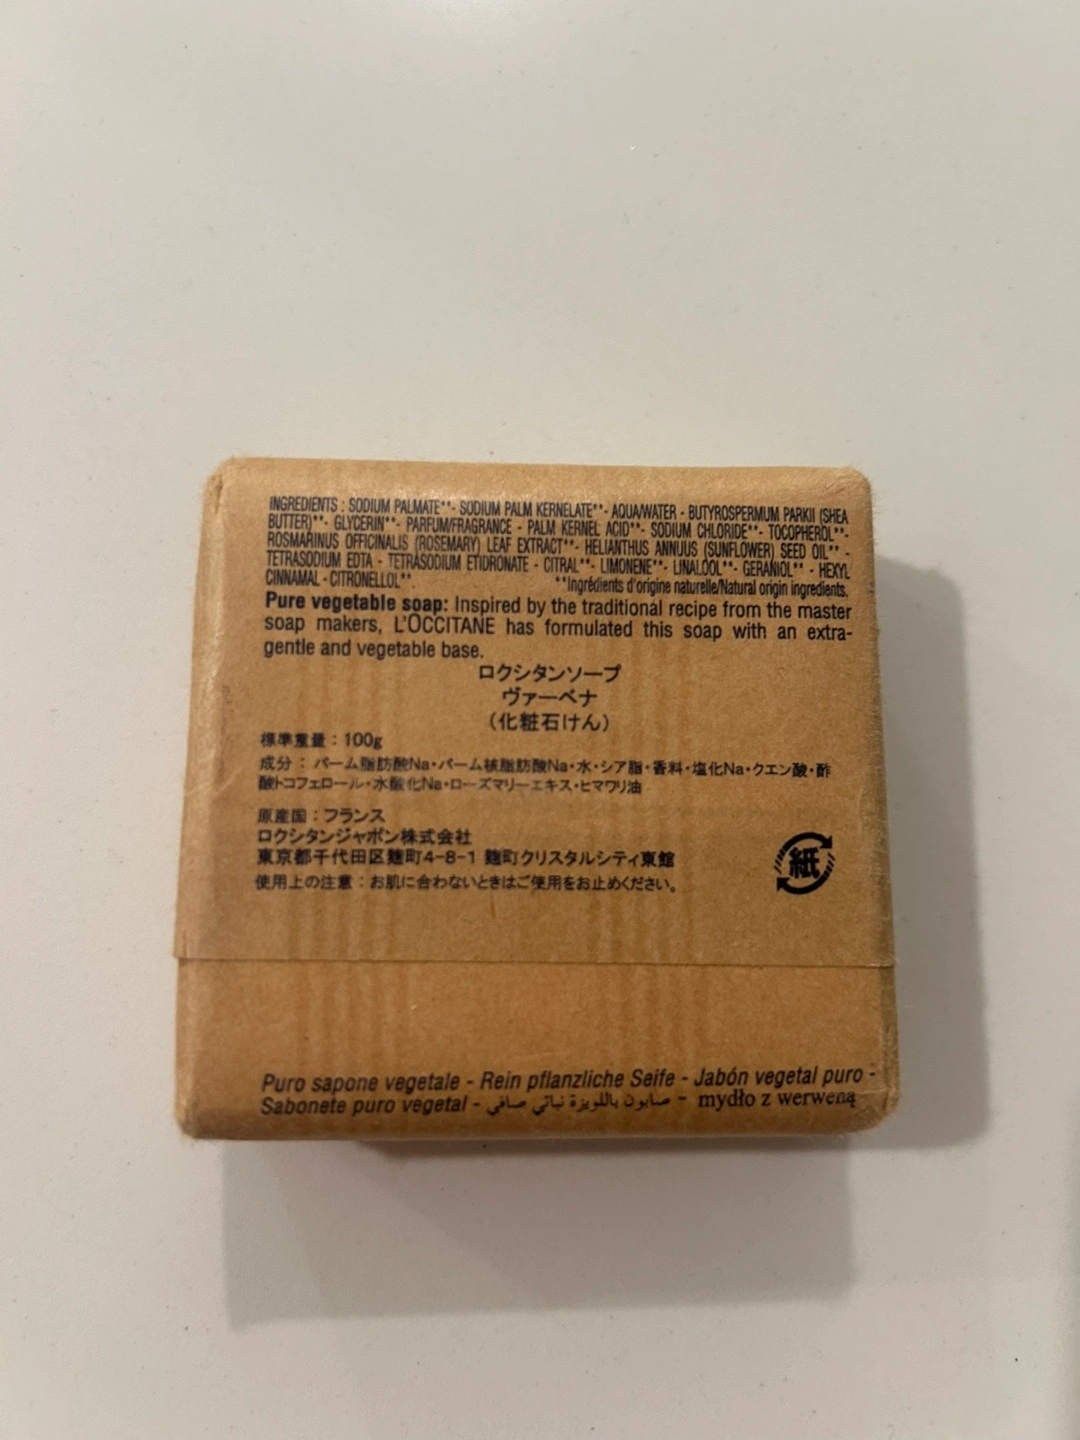 INGREDIENTS : SODIUM PALMATE**- SODIUM PALM KERNELATE**- AQUA/WATER - BUTYROSPERMUM PARKII (SHEA
BUTTER)**- GLYCERIN**- PARFUM/FRAGRANCE - PALM KERNEL ACID**- SODIUM CHLORIDE**- TOCOPHEROL**-
ROSMARINUS OFFICINALIS (ROSEMARY) LEAF EXTRACT**- HELIANTHUS ANNUUS (SUNFLOWER) SEED OIL** -
TETRASODIUM EDTA - TETRASODIUM ETIDRONATE - CITRAL**- LIMONENE**- LINALOOL**- GERANIOL** - HEXYL
CINNAMAL - CITRONELLOL**. **Ingrédients d'origine naturelle/Natural origin ingredients.
Pure vegetable soap: Inspired by the traditional recipe from the master
soap makers, L'OCCITANE has formulated this soap with an extra-
gentle and vegetable base.
ロクシタンソープ
ヴァーベナ
(化粧石けん)
標準重量：100g
成分：パーム脂肪酸Na・パーム核脂肪酸Na・水・シア脂・香料・塩化Na・クエン酸・酢
酸トコフェロール・水酸化Na・ローズマリーエキス・ヒマワリ油
原産国：フランス
ロクシタンジャポン株式会社
東京都千代田区麹町4-8-1 麹町クリスタルシティ東館
使用上の注意：お肌に合わないときはご使用をお止めください。
紙
Puro sapone vegetale - Rein pflanzliche Seife - Jabón vegetal puro -
Sabonete puro vegetal - صابون باللويزة نباتي صافي - mydło z werweną